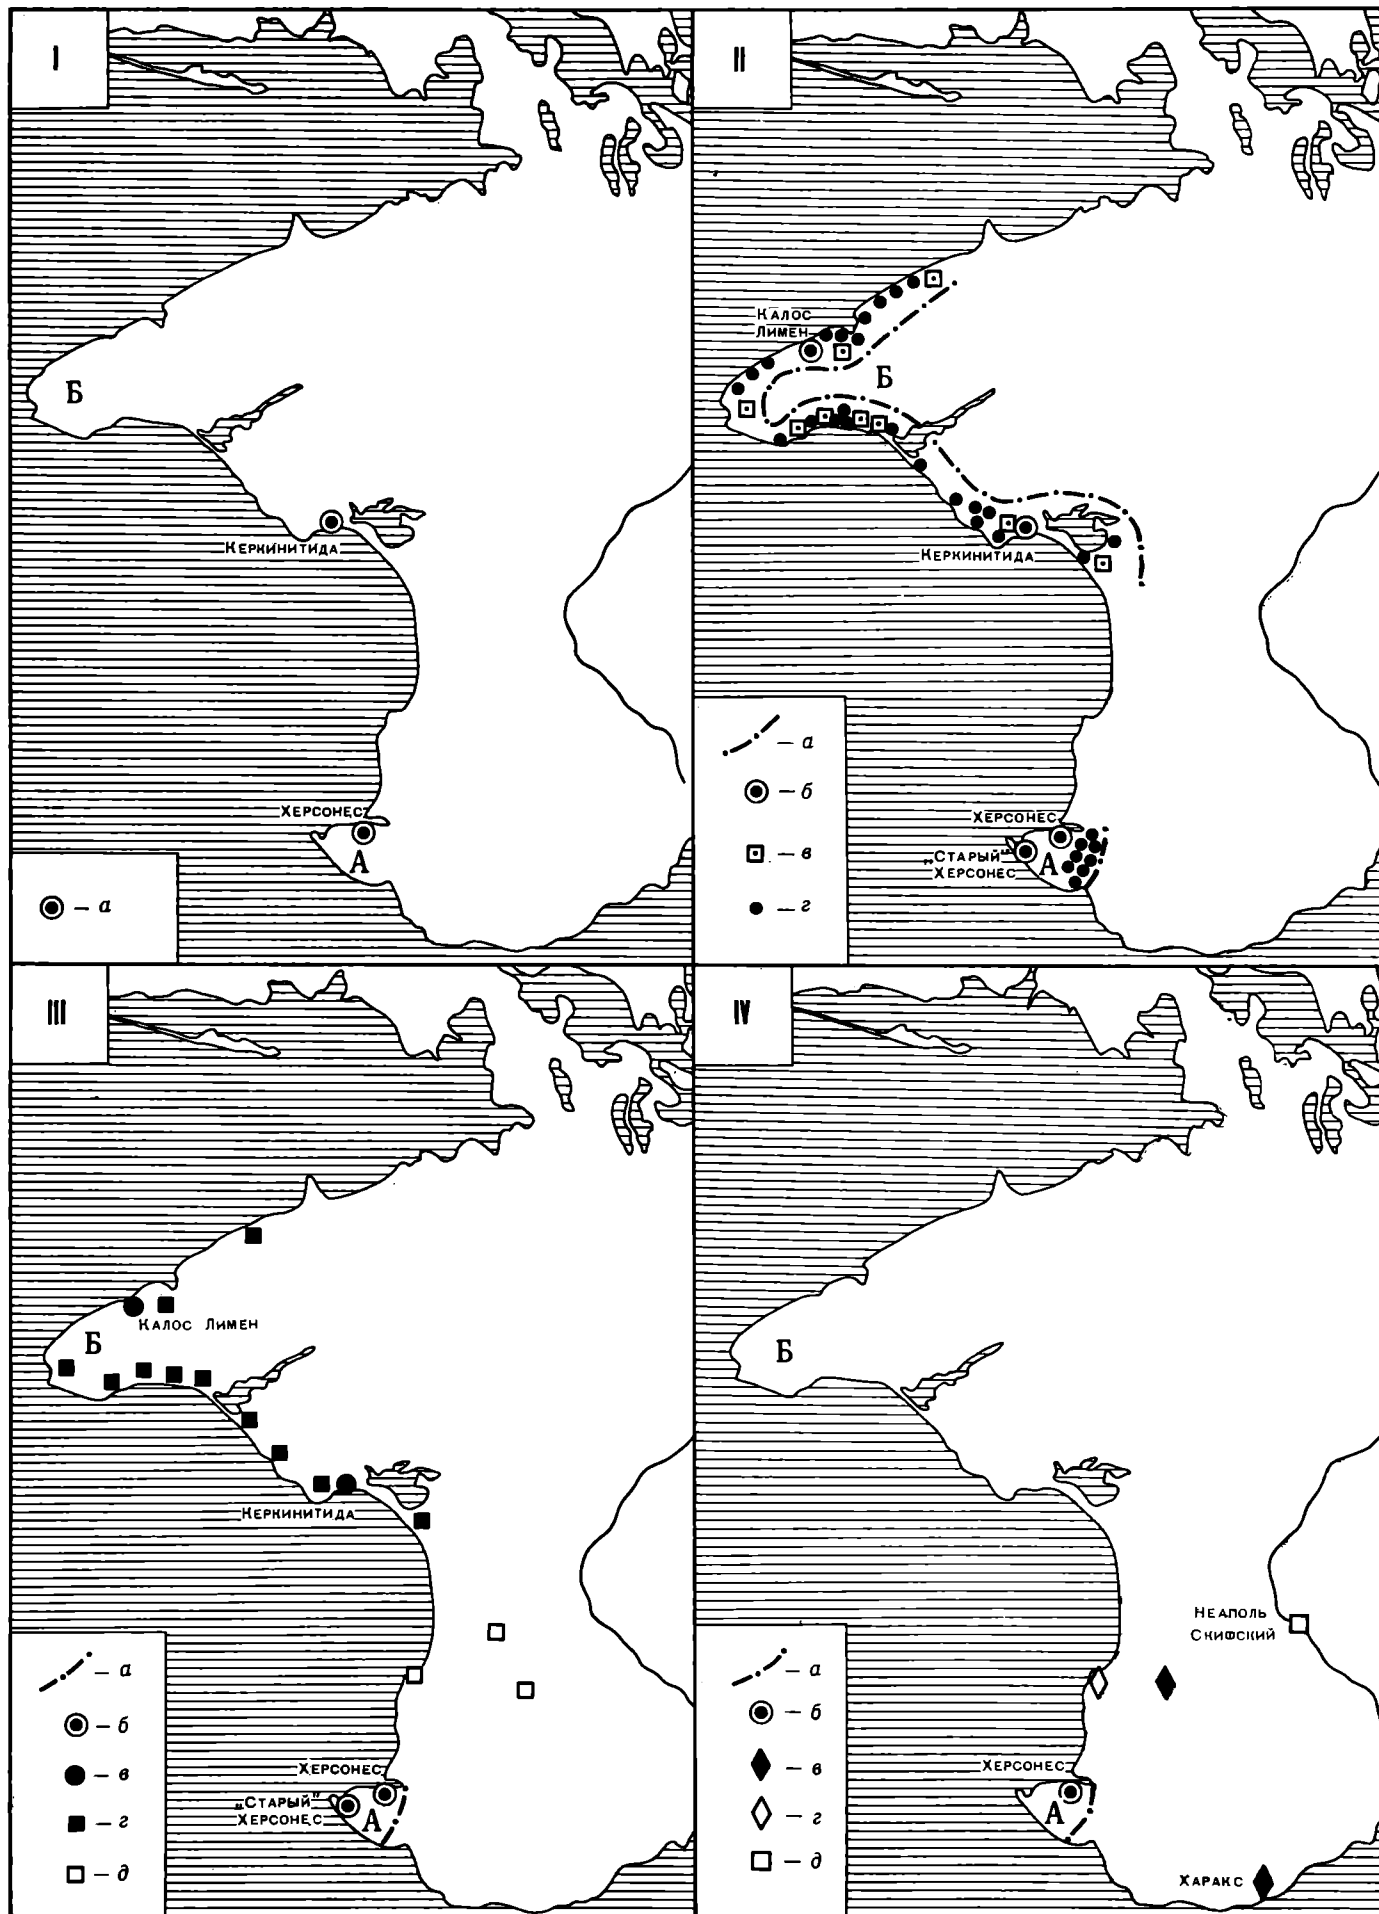 I
Б
КЕРКИНИТИДА
ХЕРСОНЕС
А
— а
II
КАЛОС
ЛИМЕН
Б
КЕРКИНИТИДА
— а
— б
— в
— г
ХЕРСОНЕС
„СТАРЫЙ"
ХЕРСОНЕС
А
III
КАЛОС ЛИМЕН
Б
КЕРКИНИТИДА
— а
— б
— в
— г
— д
ХЕРСОНЕС
„СТАРЫЙ"
ХЕРСОНЕС
А
IV
Б
НЕАПОЛЬ
СКИФСКИЙ
— а
— б
— в
— г
— д
ХЕРСОНЕС
А
ХАРАКС